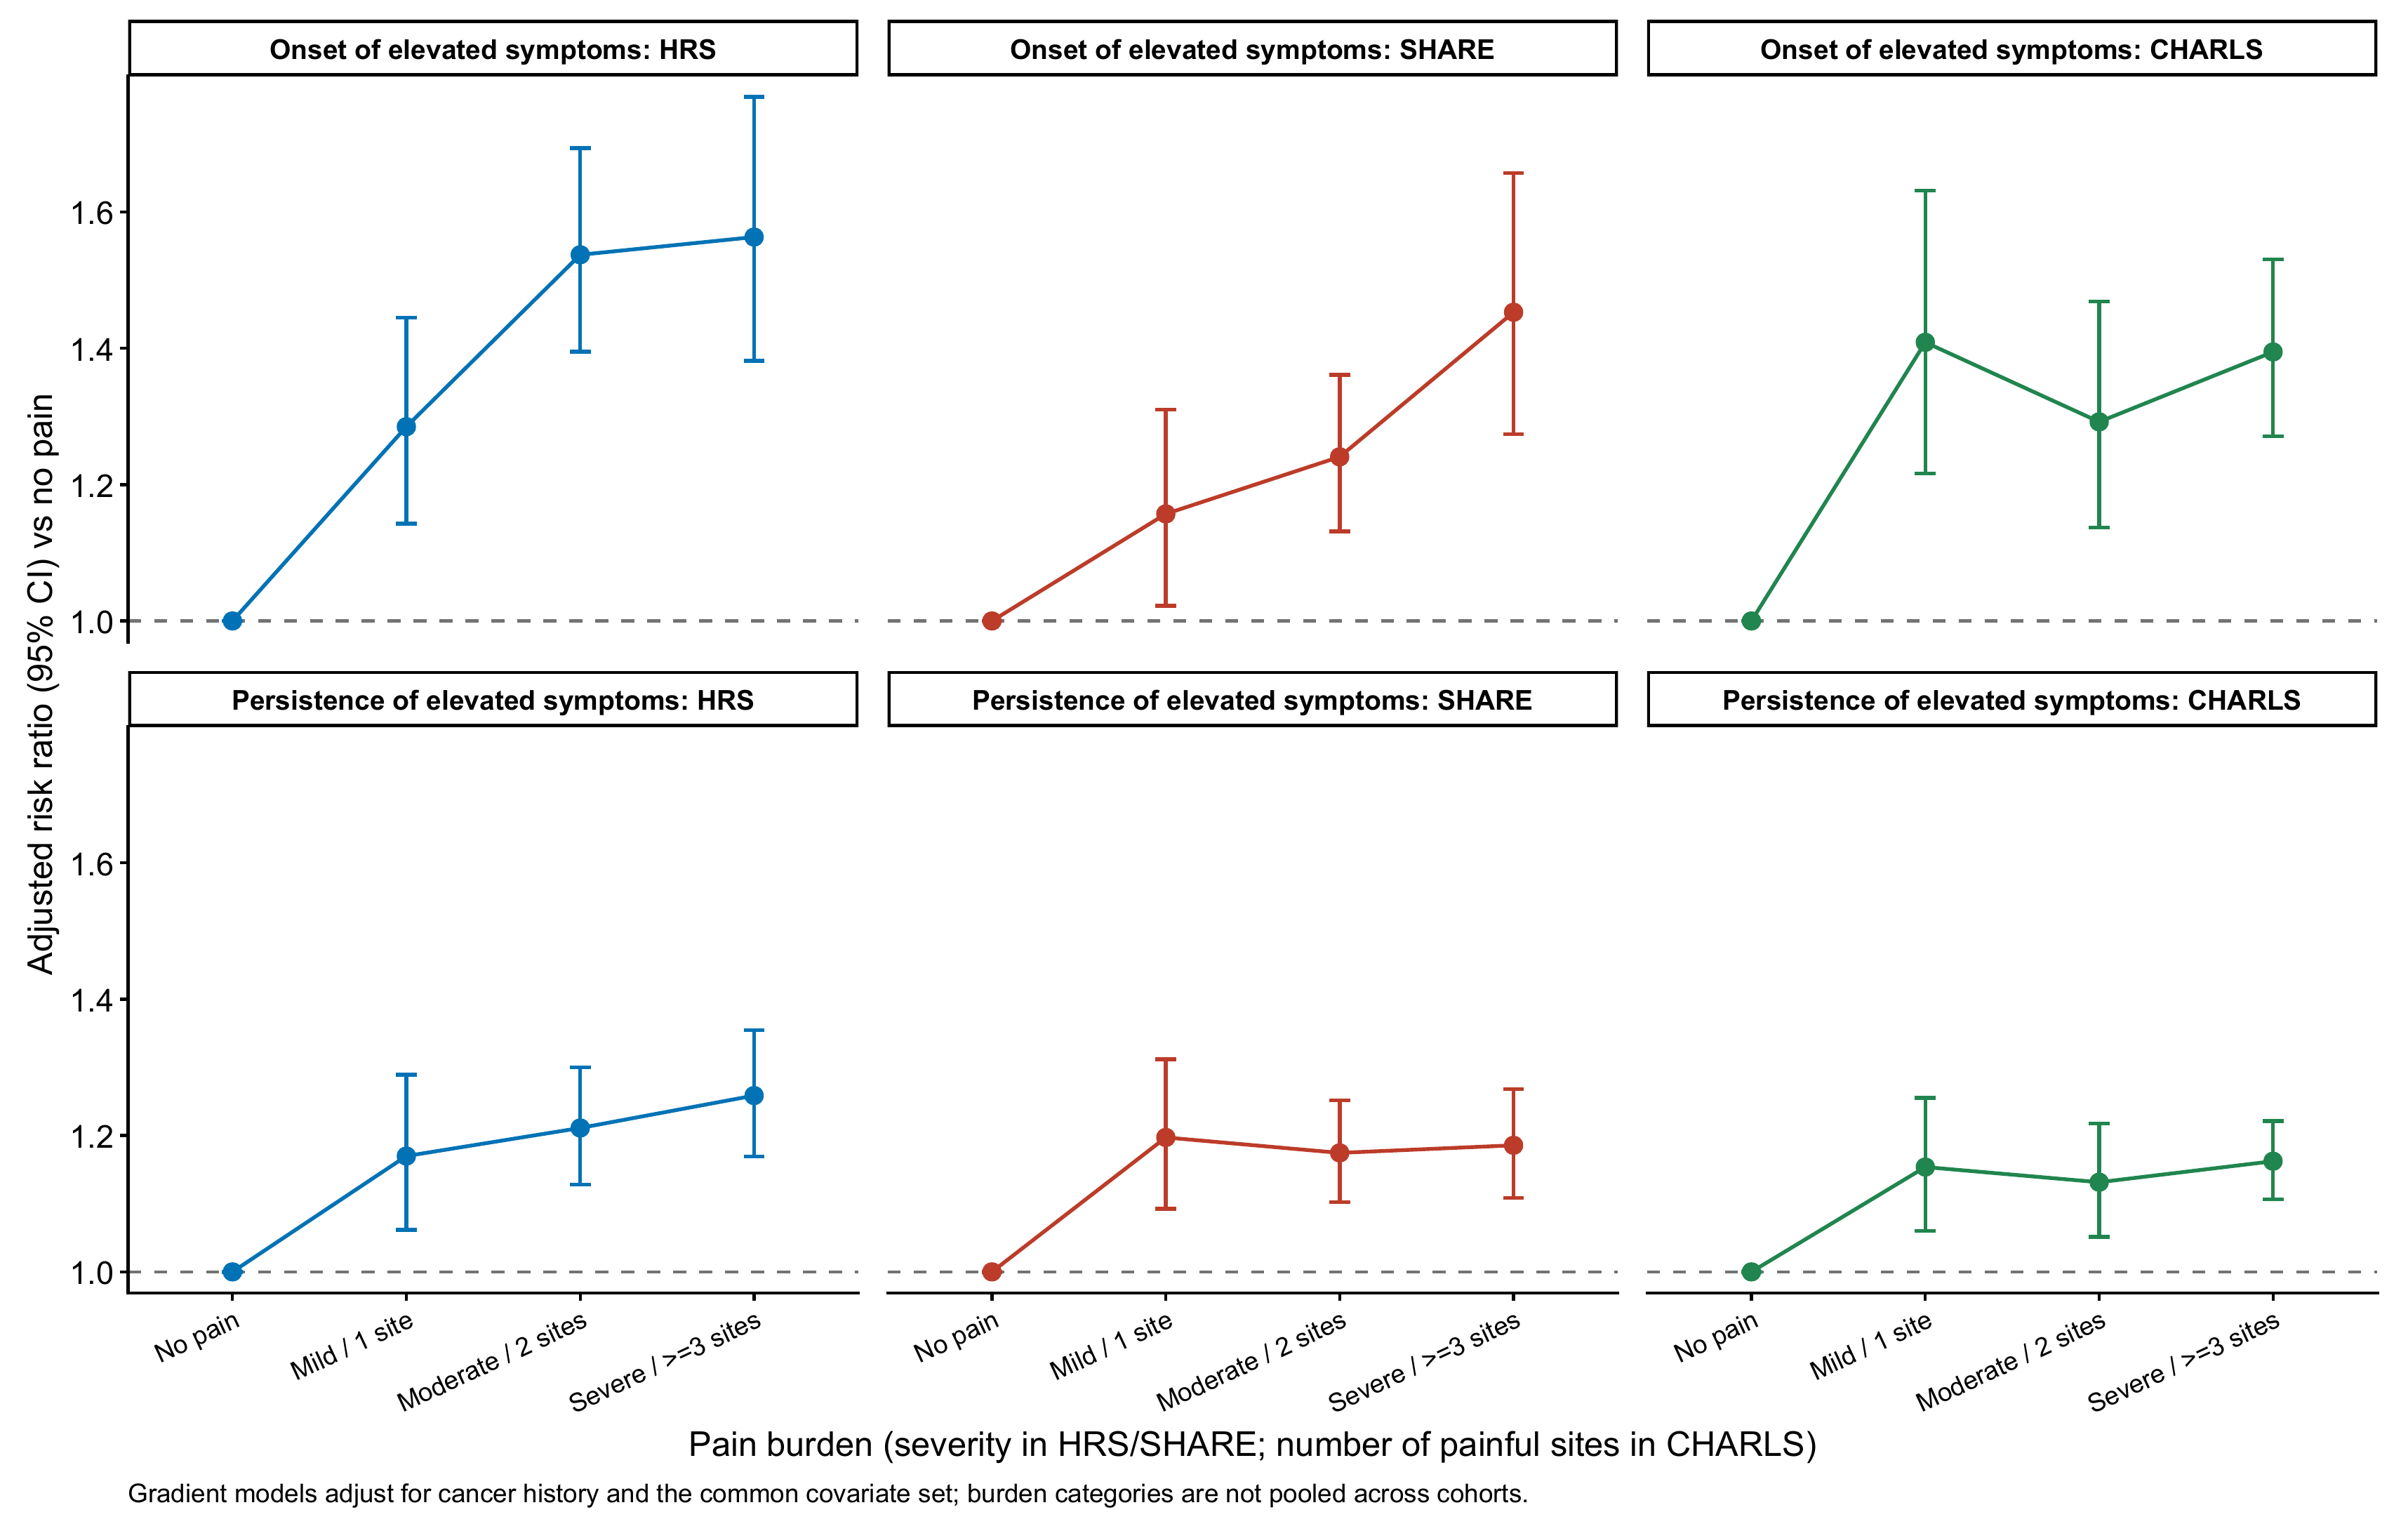 Onset of elevated symptoms: HRS
Onset of elevated symptoms: SHARE
Onset of elevated symptoms: CHARLS
Adjusted risk ratio (95% CI) vs no pain
1.6
1.4
1.2
1.0
Persistence of elevated symptoms: HRS
Persistence of elevated symptoms: SHARE
Persistence of elevated symptoms: CHARLS
1.6
1.4
1.2
1.0
No pain
Mild / 1 site
Moderate / 2 sites
Severe / >=3 sites
No pain
Mild / 1 site
Moderate / 2 sites
Severe / >=3 sites
No pain
Mild / 1 site
Moderate / 2 sites
Severe / >=3 sites
Pain burden (severity in HRS/SHARE; number of painful sites in CHARLS)
Gradient models adjust for cancer history and the common covariate set; burden categories are not pooled across cohorts.